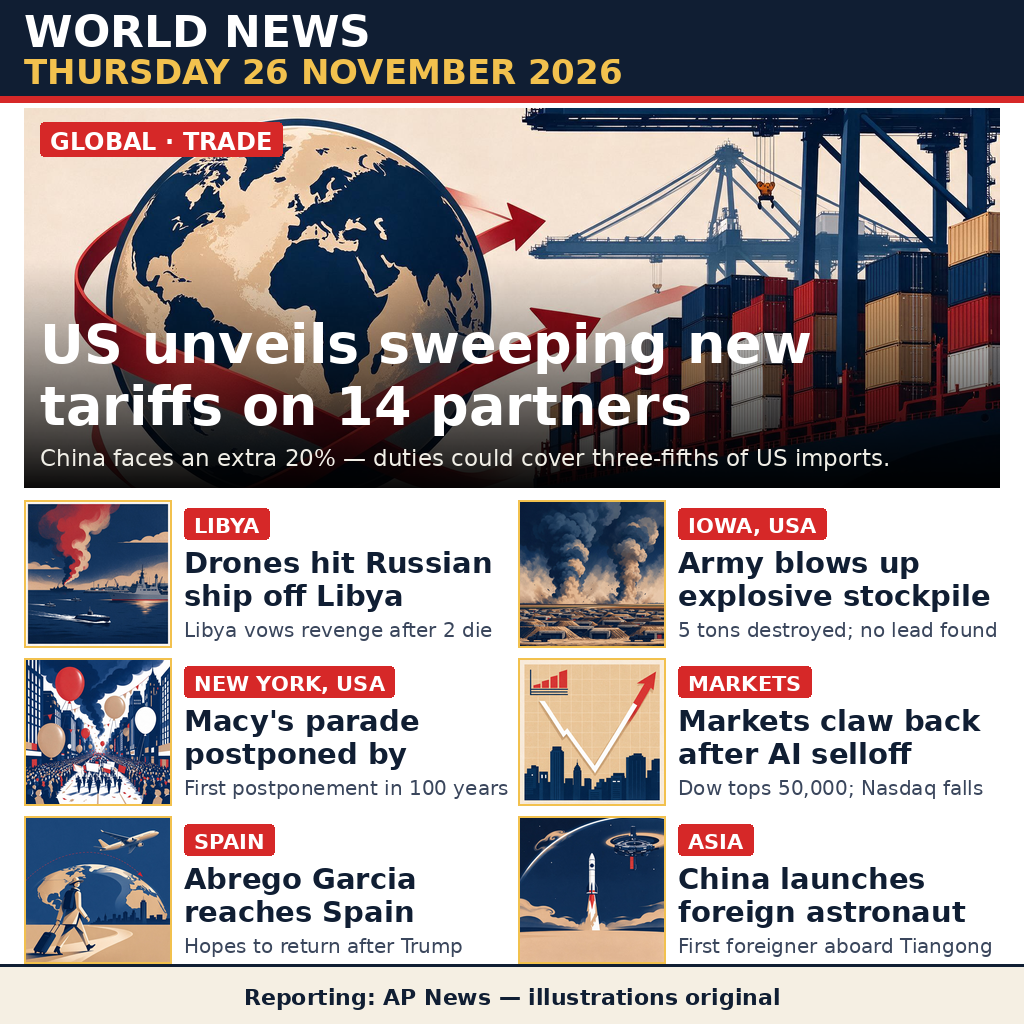 WORLD NEWS
THURSDAY 26 NOVEMBER 2026
GLOBAL · TRADE
US unveils sweeping new
tariffs on 14 partners
China faces an extra 20% — duties could cover three-fifths of US imports.
LIBYA
Drones hit Russian
ship off Libya
Libya vows revenge after 2 die
IOWA, USA
Army blows up
explosive stockpile
5 tons destroyed; no lead found
NEW YORK, USA
Macy's parade
postponed by
First postponement in 100 years
MARKETS
Markets claw back
after AI selloff
Dow tops 50,000; Nasdaq falls
SPAIN
Abrego Garcia
reaches Spain
Hopes to return after Trump
ASIA
China launches
foreign astronaut
First foreigner aboard Tiangong
Reporting: AP News — illustrations original